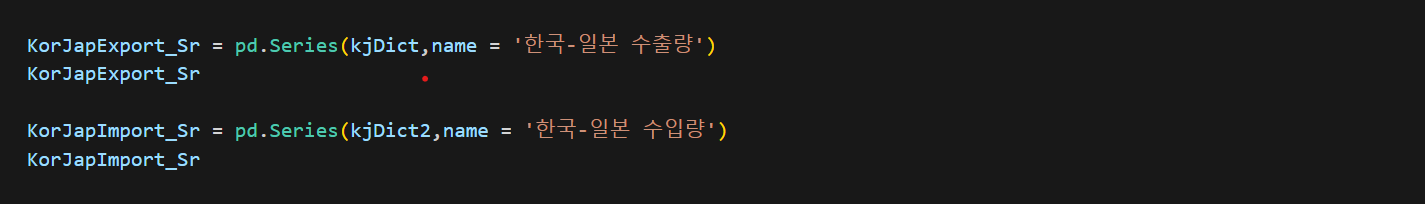 KorJapExport_Sr = pd.Series(kjDict,name = '한국-일본 수출량')
KorJapExport_Sr
KorJapImport_Sr = pd.Series(kjDict2,name = '한국-일본 수입량')
KorJapImport_Sr